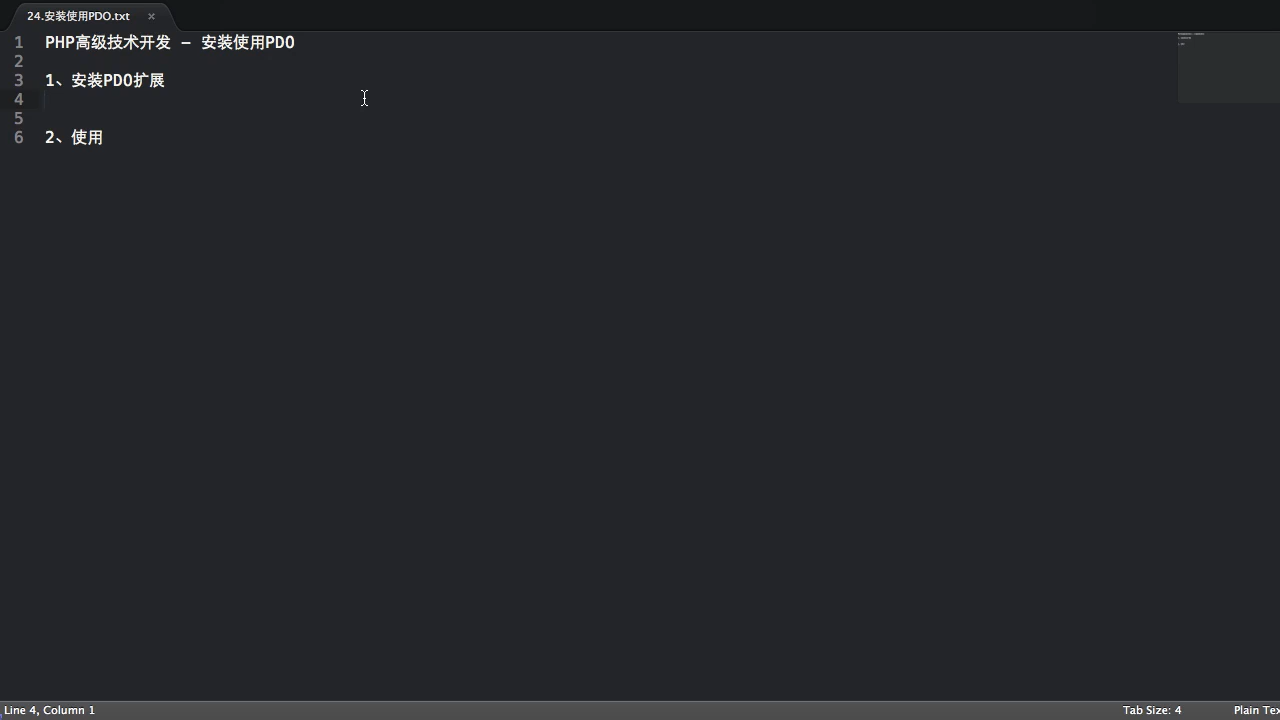 24.安装使用PDO.txt ×
1 PHP高级技术开发 – 安装使用PDO
2
3 1、安装PDO扩展
4
5
6 2、使用
Line 4, Column 1 Tab Size: 4 Plain Tex